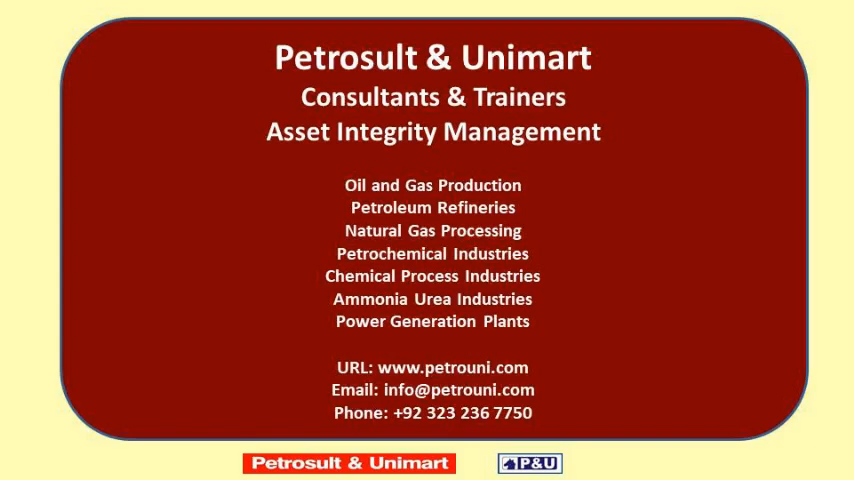 Petrosult & Unimart
Consultants & Trainers
Asset Integrity Management
Oil and Gas Production
Petroleum Refineries
Natural Gas Processing
Petrochemical Industries
Chemical Process Industries
Ammonia Urea Industries
Power Generation Plants
URL: www.petrouni.com
Email: info@petrouni.com
Phone: +92 323 236 7750
Petrosult & Unimart P&U